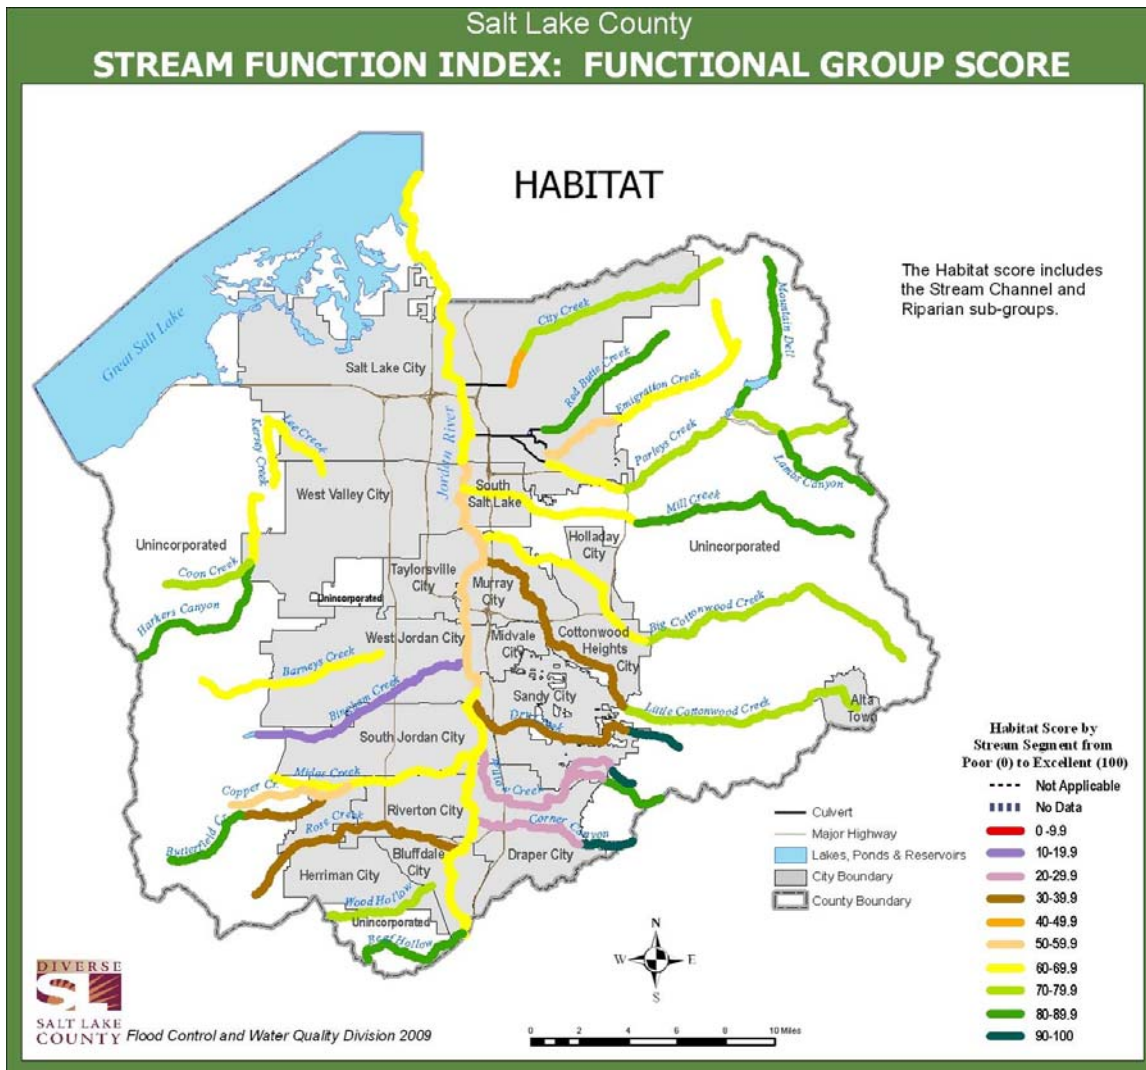 Salt Lake County
STREAM FUNCTION INDEX: FUNCTIONAL GROUP SCORE
HABITAT
The Habitat score includes
the Stream Channel and
Riparian sub-groups.
Great Salt Lake
Salt Lake City
City Creek
Mountain Dell
Red Butte Creek
Emigration Creek
Parleys Creek
Lambs Canyon
Jordan River
Kersey Creek
Lee Creek
West Valley City
South
Salt Lake
Mill Creek
Unincorporated
Holladay
City
Unincorporated
Coon Creek
Harkers Canyon
Taylorsville
City
Unincorporated
Murray
City
Big Cottonwood Creek
West Jordan City
Midvale
City
Cottonwood
Heights
City
Barneys Creek
Bingham Creek
Sandy City
Little Cottonwood Creek
Alta
Town
South Jordan City
Midas Creek
Creek
Copper Cr.
Riverton City
Corner Canyon
Butterfield
Rose Creek
Bluffdale
City
Draper City
Herriman City
Wood Hollow
Unincorporated
Beef Hollow
Culvert
Major Highway
Lakes, Ponds & Reservoirs
City Boundary
County Boundary
Habitat Score by
Stream Segment from
Poor (0) to Excellent (100)
Not Applicable
No Data
0 -9.9
10-19.9
20-29.9
30-39.9
40-49.9
50-59.9
60-69.9
70-79.9
80-89.9
90-100
N
W E
S
DIVERSE
SL
SALT LAKE
COUNTY
Flood Control and Water Quality Division 2009
0 2 4 6 8 10 Miles